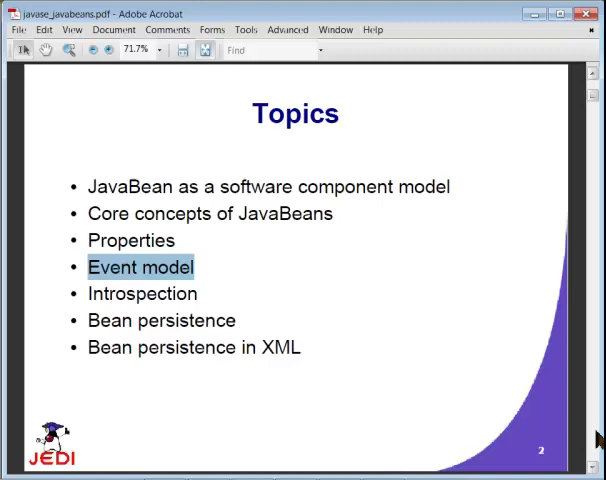 javase_javabeans.pdf - Adobe Acrobat
File Edit View Document Comments Forms Tools Advanced Window Help
71.7% Find
Topics
• JavaBean as a software component model
• Core concepts of JavaBeans
• Properties
• Event model
• Introspection
• Bean persistence
• Bean persistence in XML
JEDI
2